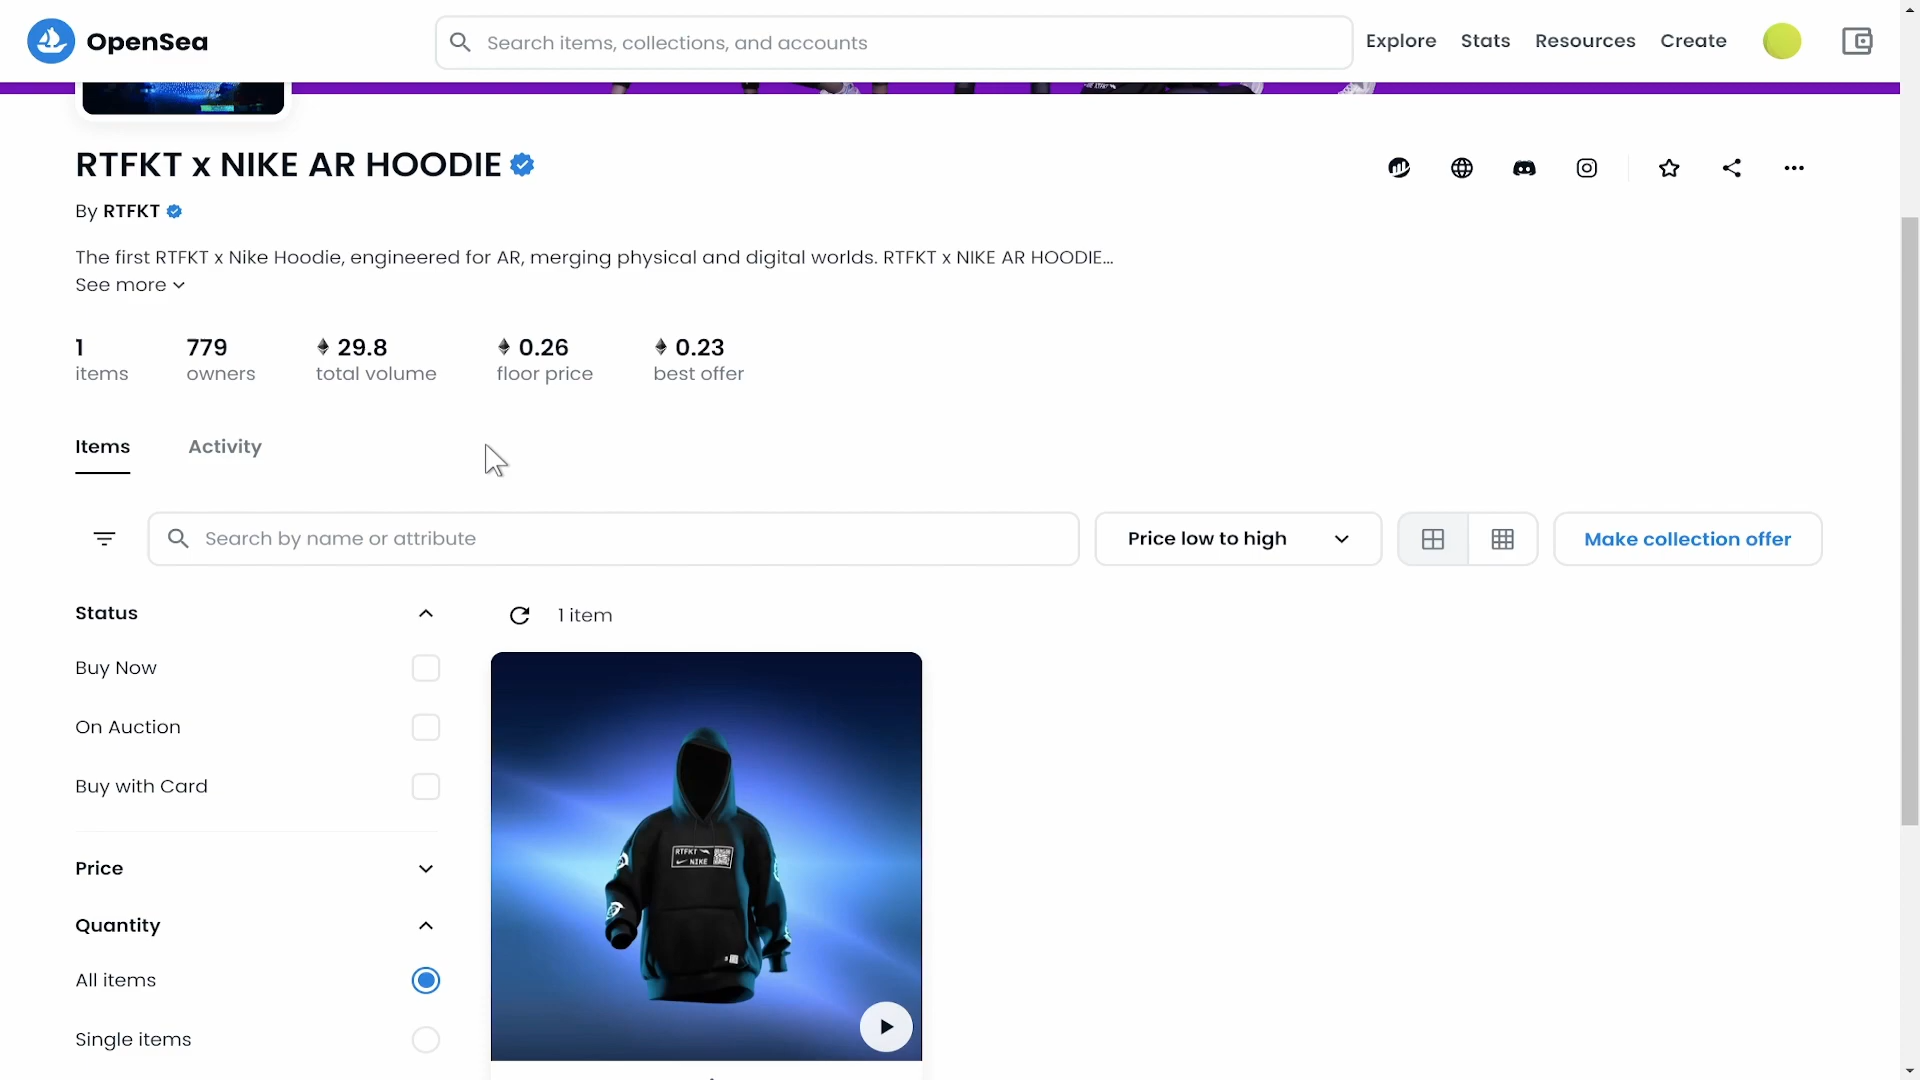 OpenSea
Search items, collections, and accounts
Explore Stats Resources Create
RTFKT x NIKE AR HOODIE
By RTFKT
The first RTFKT x Nike Hoodie, engineered for AR, merging physical and digital worlds. RTFKT x NIKE AR HOODIE...
See more
1 779 29.8 0.26 0.23
items owners total volume floor price best offer
Items Activity
Search by name or attribute
Price low to high
Make collection offer
Status
1 item
Buy Now
On Auction
Buy with Card
RTFKT
NIKE
Price
Quantity
All items
Single items